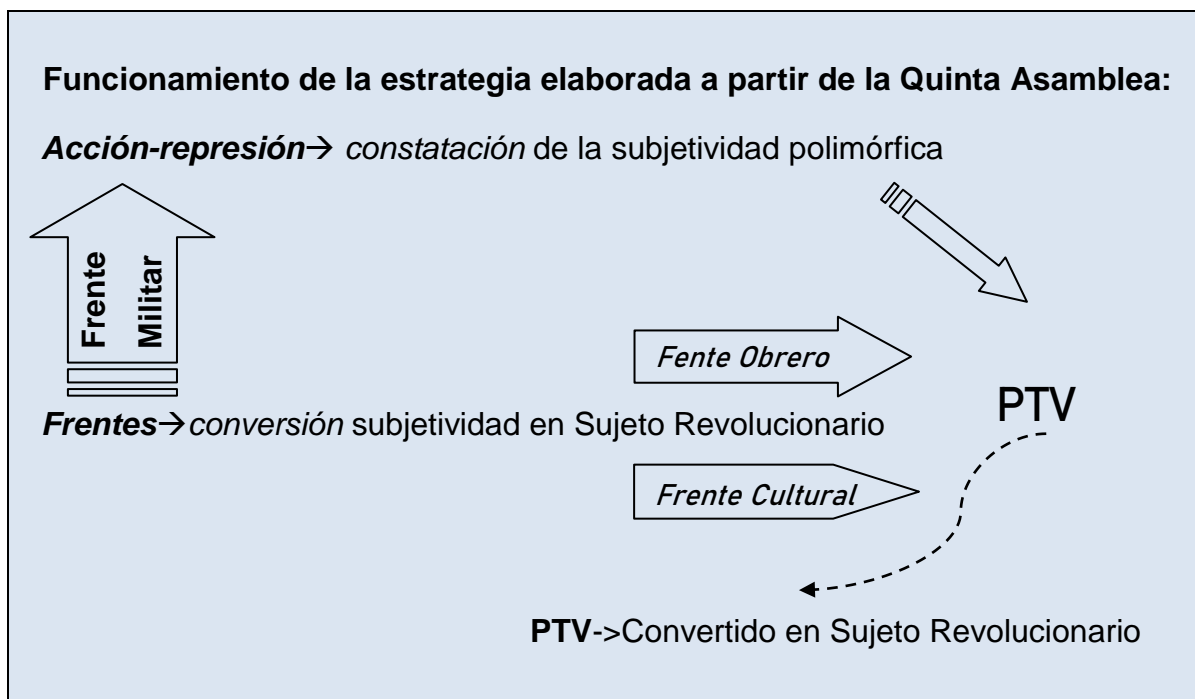 Funcionamiento de la estrategia elaborada a partir de la Quinta Asamblea:
Acción-represión→ constatación de la subjetividad polimórfica
Frente
Militar
Fente Obrero
PTV
Frentes→conversión subjetividad en Sujeto Revolucionario
Frente Cultural
PTV->Convertido en Sujeto Revolucionario